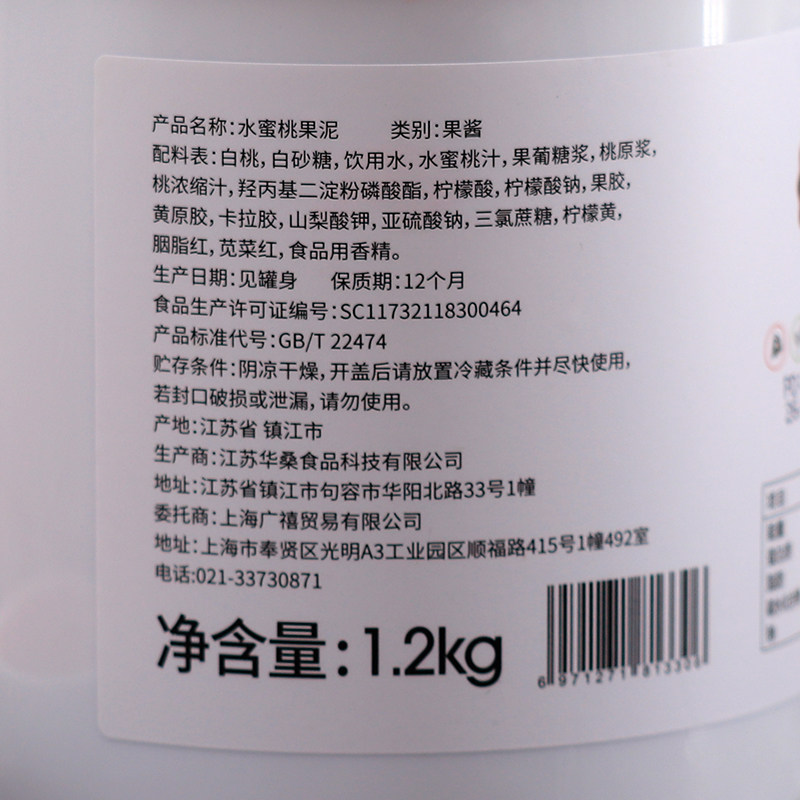 产品名称:水蜜桃果泥 类别:果酱
配料表:白桃,白砂糖,饮用水,水蜜桃汁,果葡糖浆,桃原浆,
桃浓缩汁,羟丙基二淀粉磷酸酯,柠檬酸,柠檬酸钠,果胶,
黄原胶,卡拉胶,山梨酸钾,亚硫酸钠,三氯蔗糖,柠檬黄,
胭脂红,苋菜红,食品用香精。
生产日期:见罐身 保质期:12个月
食品生产许可证编号:SC11732118300464
产品标准代号:GB/T 22474
贮存条件:阴凉干燥,开盖后请放置冷藏条件并尽快使用,
若封口破损或泄漏,请勿使用。
产地:江苏省 镇江市
生产商:江苏华桑食品科技有限公司
地址:江苏省镇江市句容市华阳北路33号1幢
委托商:上海广禧贸易有限公司
地址:上海市奉贤区光明A3工业园区顺福路415号1幢492室
电话:021-33730871
净含量:1.2kg